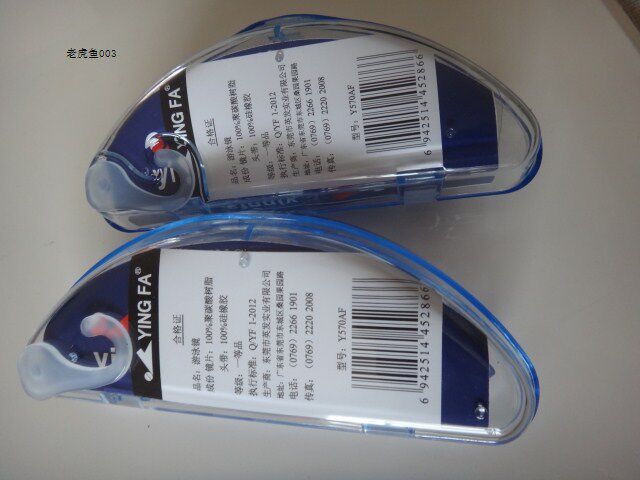 老虎鱼003
YING FA®
合格证
品名: 游泳镜
成份 镜片: 100%聚碳酸树脂
头带: 100%硅橡胶
等级: 一等品
执行标准: Q/YF 1-2012
生产商: 东莞市英发实业有限公司
地址: 广东省东莞市东城区桑园果园路
电话: (0769) 2266 1901
传真: (0769) 2220 2008
型号: Y570AF
6 942514 452866
YING FA®
合格证
品名: 游泳镜
成份 镜片: 100%聚碳酸树脂
头带: 100%硅橡胶
等级: 一等品
执行标准: Q/YF 1-2012
生产商: 东莞市英发实业有限公司
地址: 广东省东莞市东城区桑园果园路
电话: (0769) 2266 1901
传真: (0769) 2220 2008
型号: Y570AF
6 942514 452866